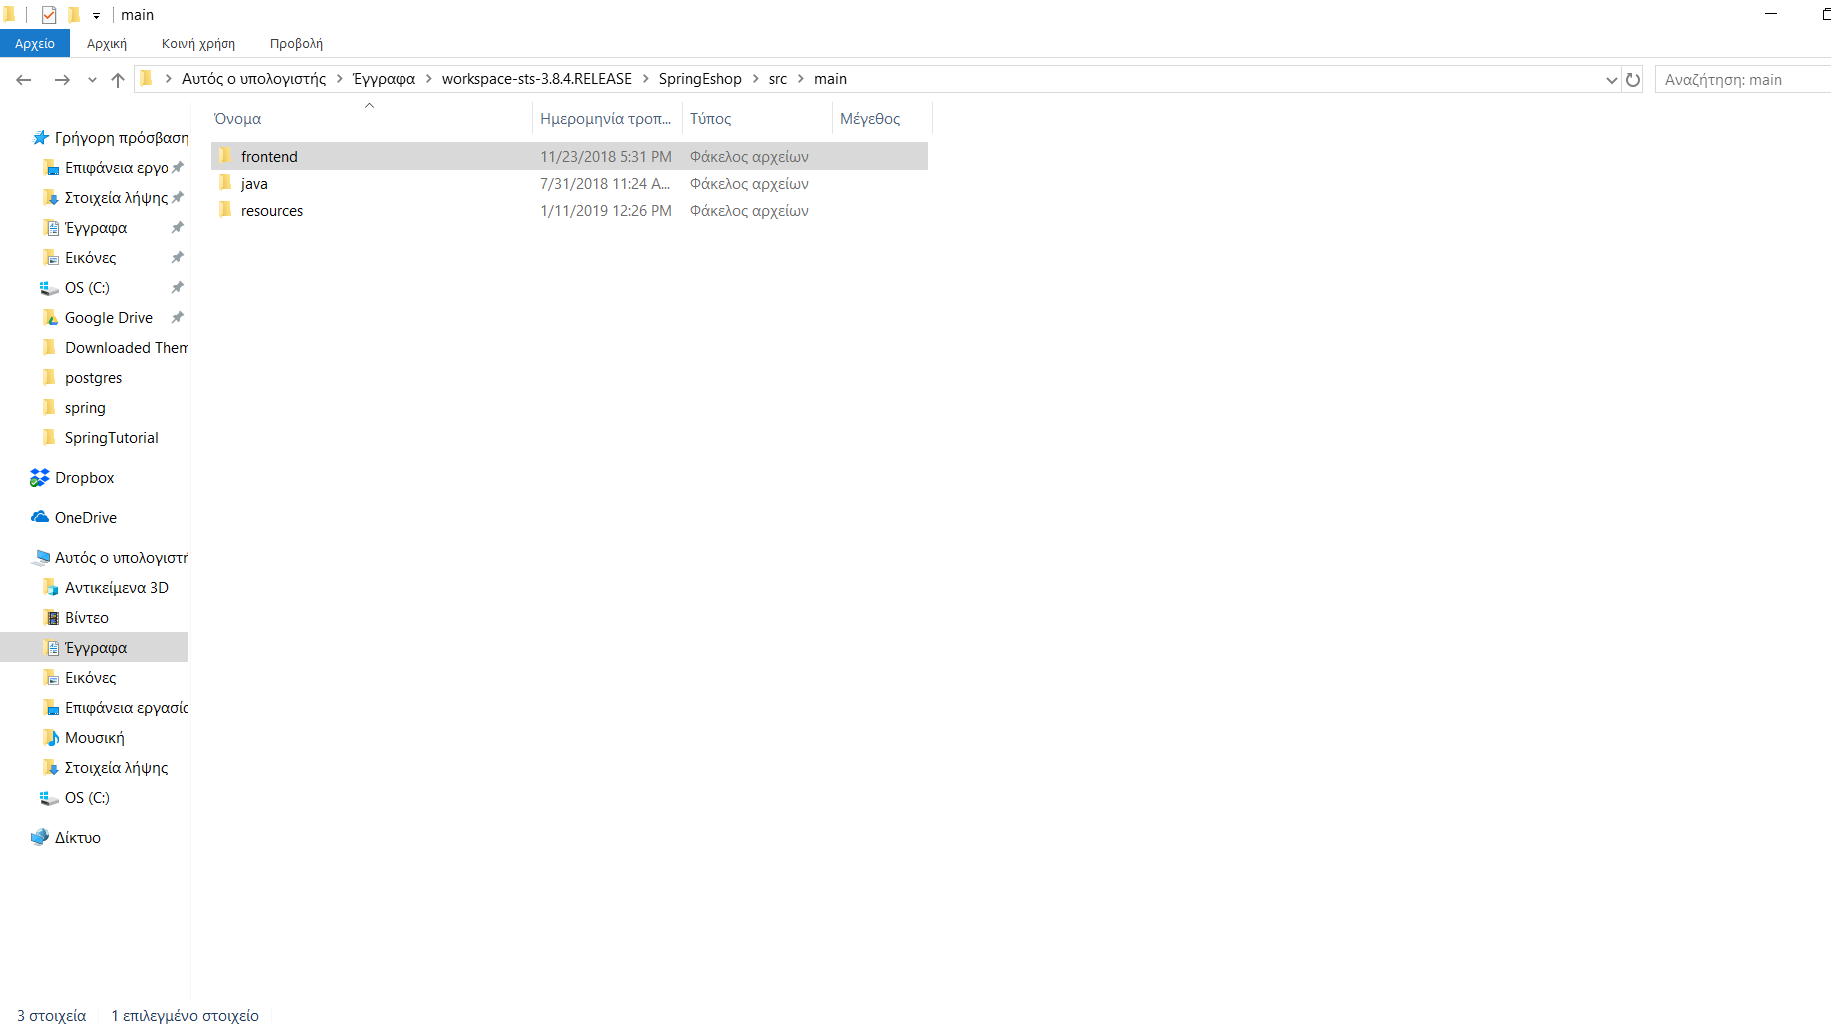 main
Αρχείο Αρχική Κοινή χρήση Προβολή
Αυτός ο υπολογιστής Έγγραφα workspace-sts-3.8.4.RELEASE SpringEshop src main Αναζήτηση: main
Όνομα Ημερομηνία τροπ... Τύπος Μέγεθος
frontend 11/23/2018 5:31 PM Φάκελος αρχείων
java 7/31/2018 11:24 A... Φάκελος αρχείων
resources 1/11/2019 12:26 PM Φάκελος αρχείων
Γρήγορη πρόσβαση
Επιφάνεια εργο
Στοιχεία λήψης
Έγγραφα
Εικόνες
OS (C:)
Google Drive
Downloaded Them
postgres
spring
SpringTutorial
Dropbox
OneDrive
Αυτός ο υπολογιστή
Αντικείμενα 3D
Βίντεο
Έγγραφα
Εικόνες
Επιφάνεια εργασίο
Μουσική
Στοιχεία λήψης
OS (C:)
Δίκτυο
3 στοιχεία 1 επιλεγμένο στοιχείο